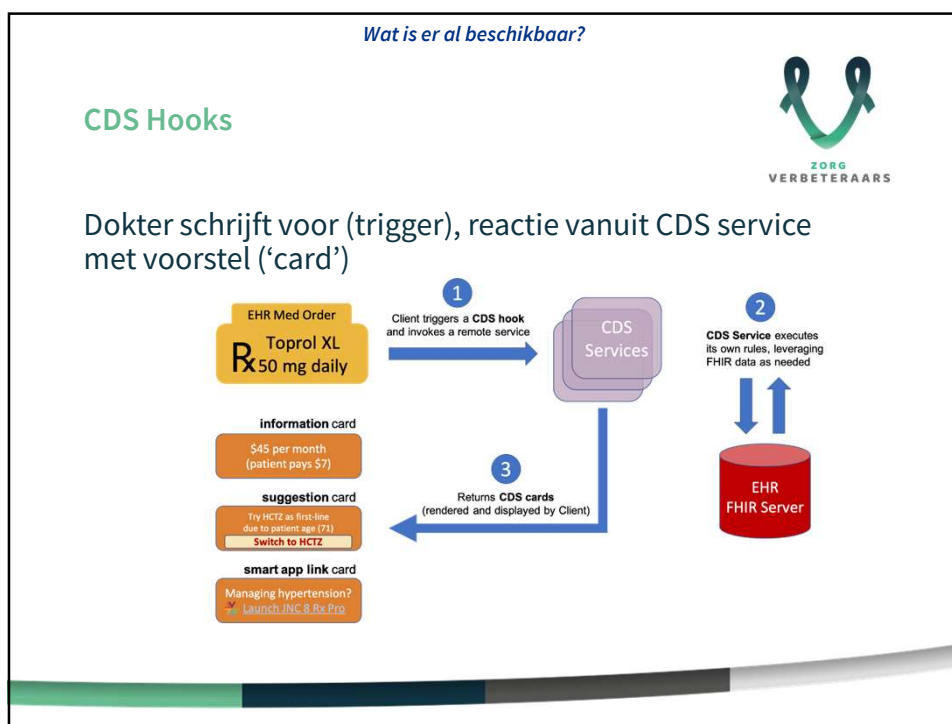 Wat is er al beschikbaar?
CDS Hooks
ZORG
VERBETERAARS
Dokter schrijft voor (trigger), reactie vanuit CDS service
met voorstel (‘card’)
EHR Med Order
Rx Toprol XL
50 mg daily
1
Client triggers a CDS hook
and invokes a remote service
CDS
Services
2
CDS Service executes
its own rules, leveraging
FHIR data as needed
EHR
FHIR Server
3
Returns CDS cards
(rendered and displayed by Client)
information card
$45 per month
(patient pays $7)
suggestion card
Try HCTZ as first-line
due to patient age (71)
Switch to HCTZ
smart app link card
Managing hypertension?
Launch JNC 8 Rx Pro